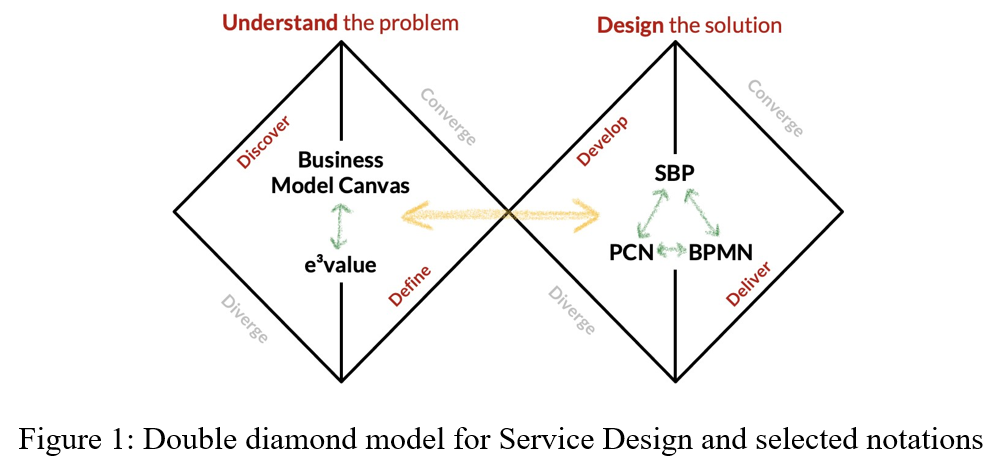 Understand the problem
Design the solution
Discover
Converge
Business
Model Canvas
e³value
Diverge
Define
Develop
Converge
SBP
PCN
BPMN
Diverge
Deliver
Figure 1: Double diamond model for Service Design and selected notations